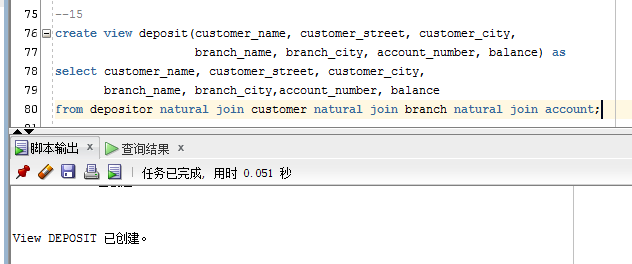 75 --15
76 create view deposit(customer_name, customer_street, customer_city,
77 branch_name, branch_city, account_number, balance) as
78 select customer_name, customer_street, customer_city,
79 branch_name, branch_city,account_number, balance
80 from depositor natural join customer natural join branch natural join account;
脚本输出 x 查询结果 x
任务已完成, 用时 0.051 秒
View DEPOSIT 已创建。